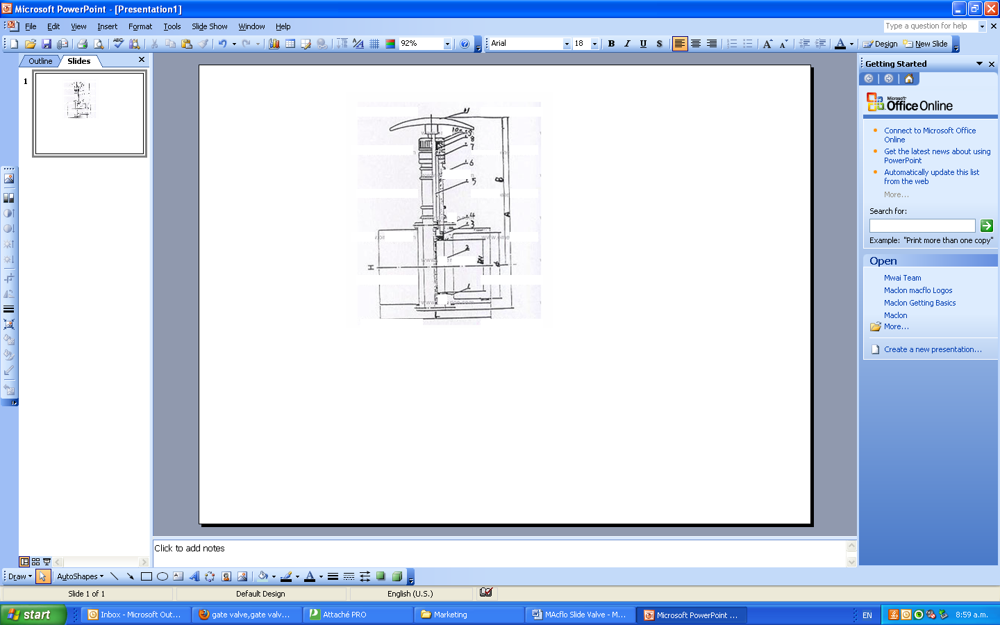 Microsoft PowerPoint - [Presentation1]
File Edit View Insert Format Tools Slide Show Window Help
Type a question for help
92%
Arial 18 B I U S A A A Design New Slide
Outline Slides
1
Getting Started
Microsoft
Office Online
Connect to Microsoft Office
Online
Get the latest news about using
PowerPoint
Automatically update this list
from the web
More...
Search for:
Example: "Print more than one copy"
Open
Mwai Team
Maclon macflo Logos
Maclon Getting Basics
Maclon
More...
Create a new presentation...
11
10 9
8
7
6
5
4
3
2
1
B
A
H
L
Click to add notes
Draw AutoShapes
Slide 1 of 1 Default Design English (U.S.)
start Inbox - Microsoft Out... gate valve,gate valv... Attaché PRO Marketing MAcflo Slide Valve - M... Microsoft PowerPoint ... EN 8:59 a.m.